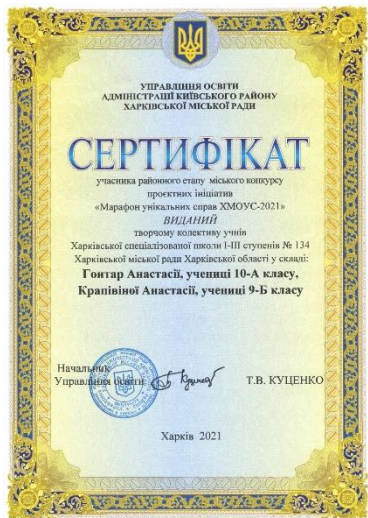 УПРАВЛІННЯ ОСВІТИ
АДМІНІСТРАЦІЇ КИЇВСЬКОГО РАЙОНУ
ХАРКІВСЬКОЇ МІСЬКОЇ РАДИ
СЕРТИФІКАТ
учасника районного етапу міського конкурсу
проєктних ініціатив
«Марафон унікальних справ ХМОУС-2021»
ВИДАНИЙ
творчому колективу учнів
Харківської спеціалізованої школи І-ІІІ ступенів № 134
Харківської міської ради Харківської області у складі:
Гонтар Анастасії, учениці 10-А класу,
Крапівіної Анастасії, учениці 9-Б класу
Начальник
Управління освіти
Т.В. КУЦЕНКО
Харків 2021